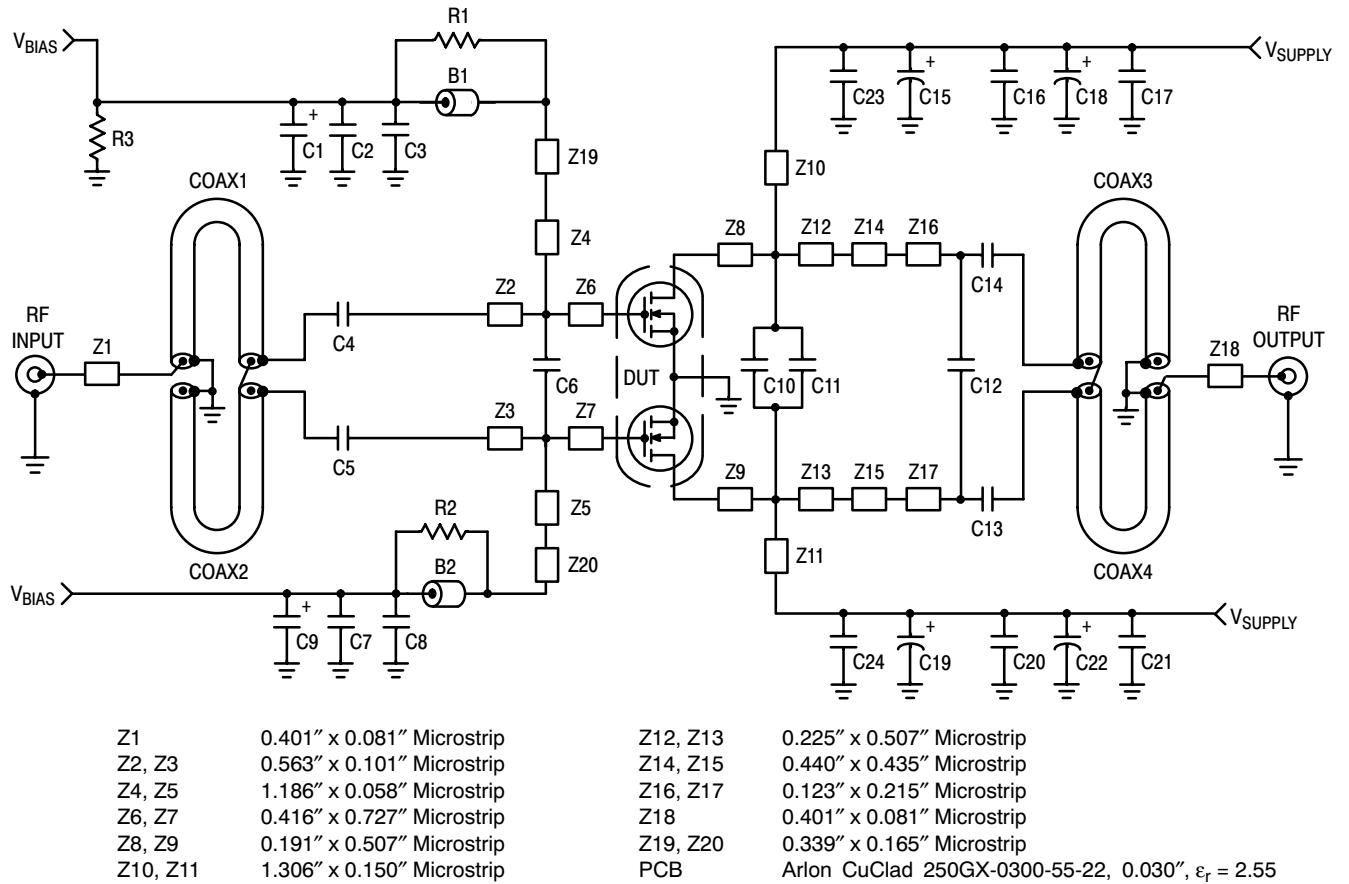 R1
V_BIAS
V_SUPPLY
B1
C23
C15
+
C16
C18
+
C17
R3
C1
+
C2
C3
Z19
Z10
COAX1
COAX3
Z4
Z8
Z12
Z14
Z16
C14
RF
INPUT
Z1
C4
Z2
Z6
RF
OUTPUT
Z18
C6
DUT
C10
C11
C12
C5
Z3
Z7
Z9
Z13
Z15
Z17
C13
Z5
R2
Z20
Z11
COAX2
B2
COAX4
V_BIAS
C9
+
C7
C8
V_SUPPLY
C24
C19
+
C20
C22
+
C21
Z1 0.401″ x 0.081″ Microstrip
Z2, Z3 0.563″ x 0.101″ Microstrip
Z4, Z5 1.186″ x 0.058″ Microstrip
Z6, Z7 0.416″ x 0.727″ Microstrip
Z8, Z9 0.191″ x 0.507″ Microstrip
Z10, Z11 1.306″ x 0.150″ Microstrip
Z12, Z13 0.225″ x 0.507″ Microstrip
Z14, Z15 0.440″ x 0.435″ Microstrip
Z16, Z17 0.123″ x 0.215″ Microstrip
Z18 0.401″ x 0.081″ Microstrip
Z19, Z20 0.339″ x 0.165″ Microstrip
PCB Arlon CuClad 250GX-0300-55-22, 0.030″, εr = 2.55